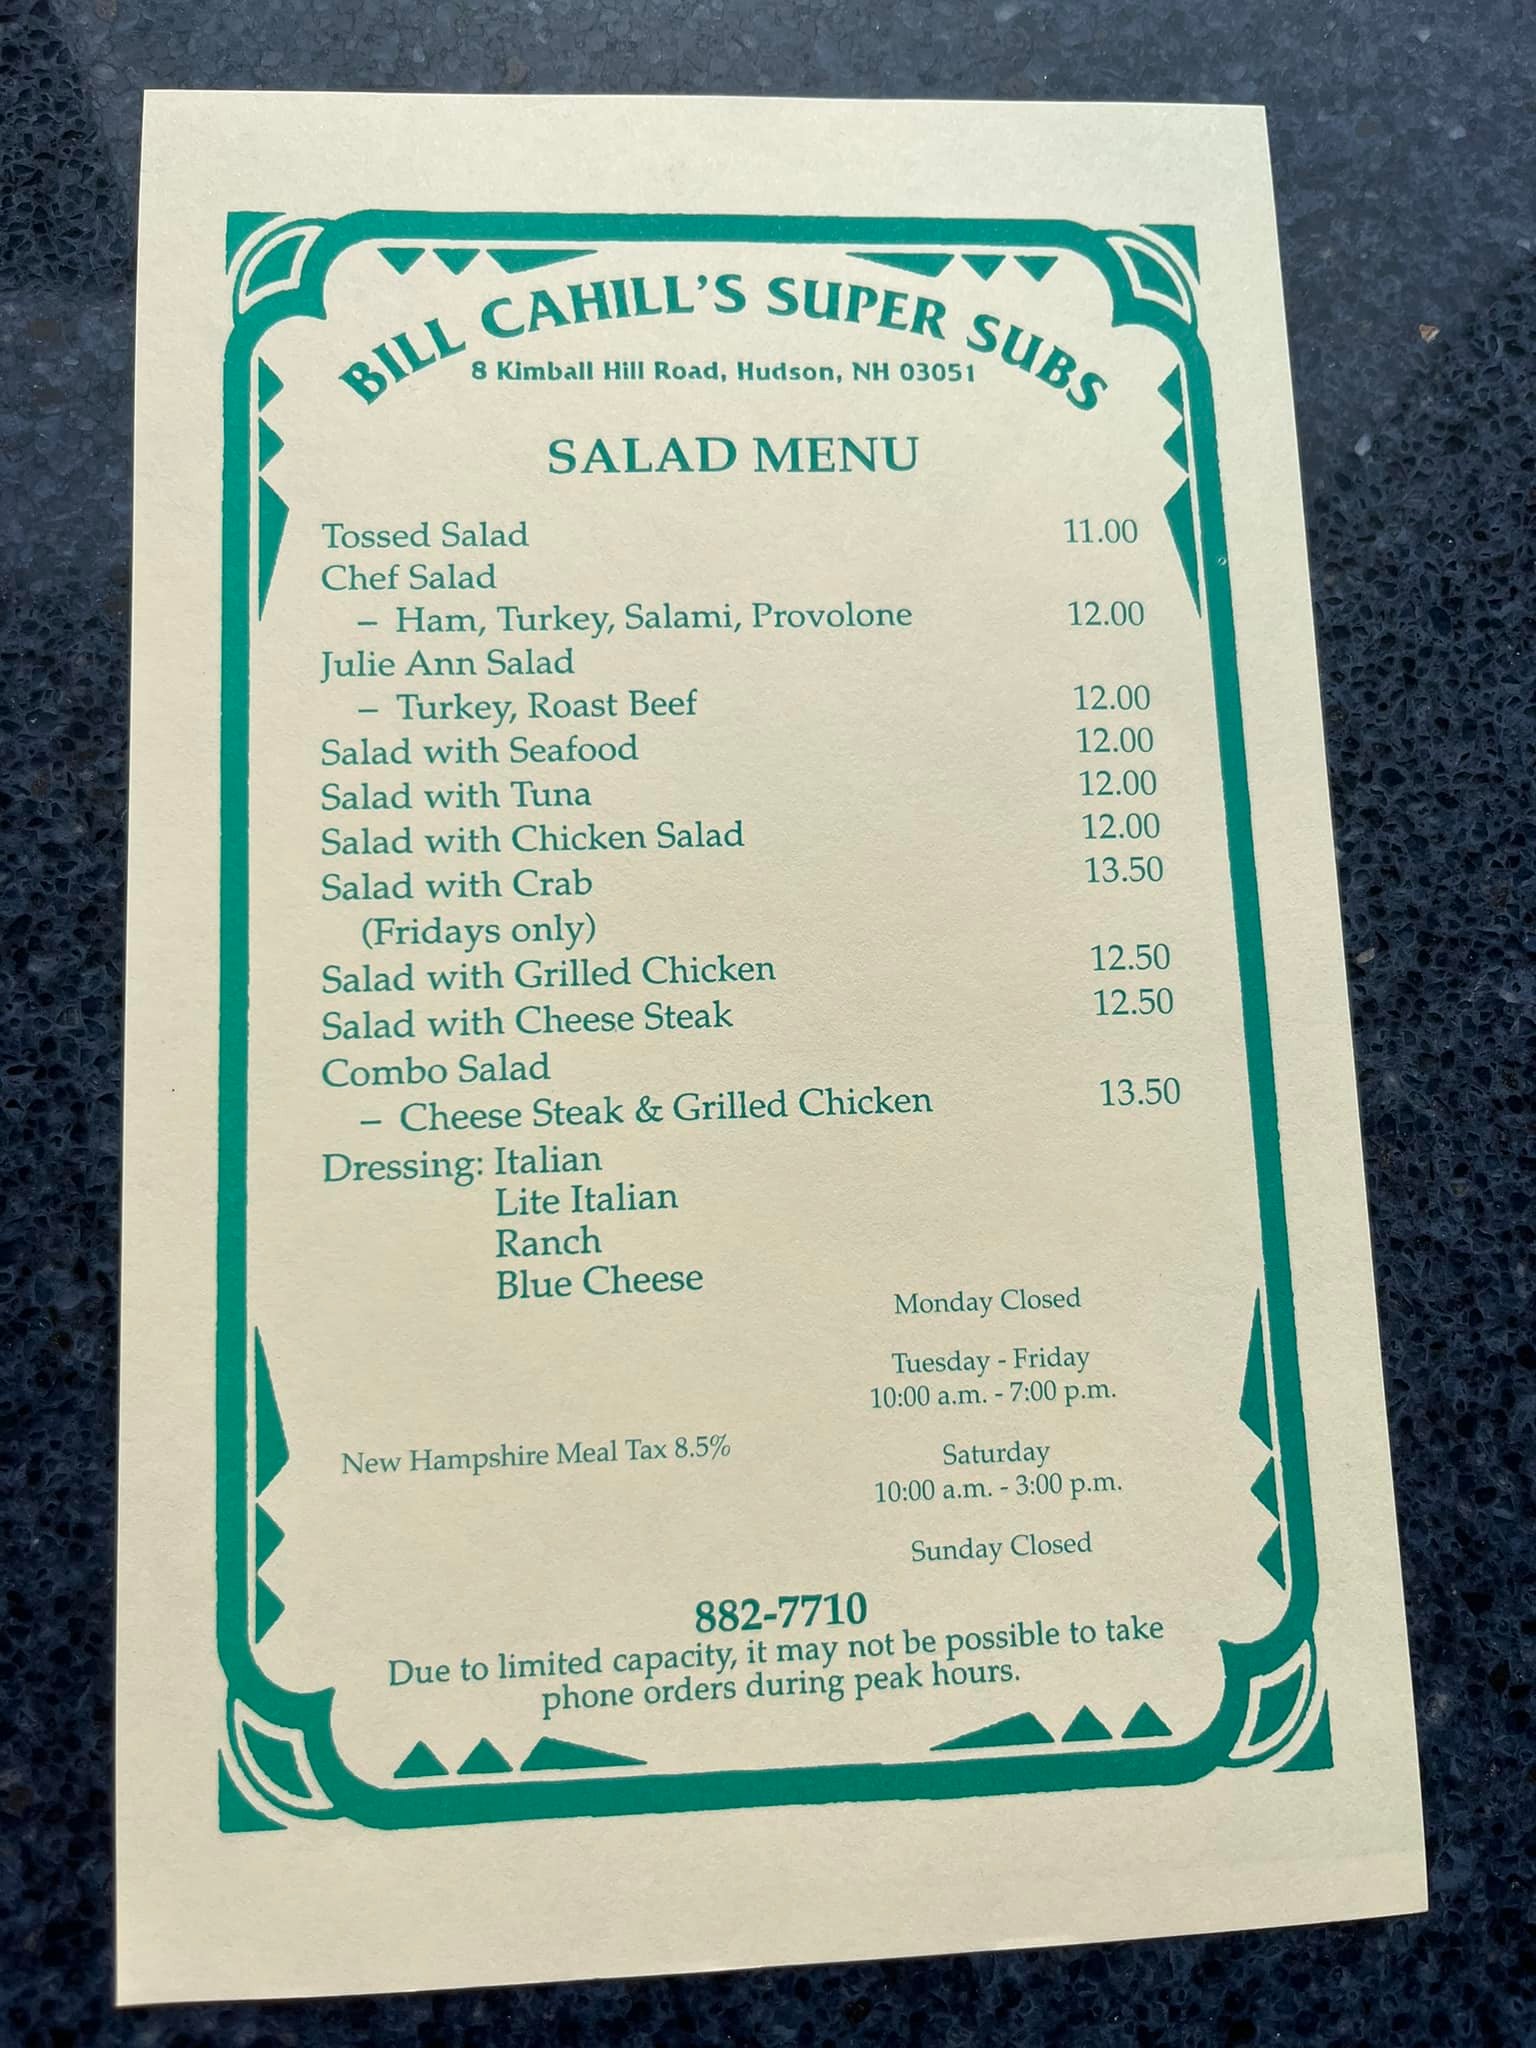 BILL CAHILL'S SUPER SUBS
8 Kimball Hill Road, Hudson, NH 03051
SALAD MENU
Tossed Salad 11.00
Chef Salad
– Ham, Turkey, Salami, Provolone 12.00
Julie Ann Salad
– Turkey, Roast Beef 12.00
Salad with Seafood 12.00
Salad with Tuna 12.00
Salad with Chicken Salad 12.00
Salad with Crab 13.50
(Fridays only)
Salad with Grilled Chicken 12.50
Salad with Cheese Steak 12.50
Combo Salad
– Cheese Steak & Grilled Chicken 13.50
Dressing: Italian
Lite Italian
Ranch
Blue Cheese
Monday Closed
Tuesday - Friday
10:00 a.m. - 7:00 p.m.
New Hampshire Meal Tax 8.5%
Saturday
10:00 a.m. - 3:00 p.m.
Sunday Closed
882-7710
Due to limited capacity, it may not be possible to take
phone orders during peak hours.